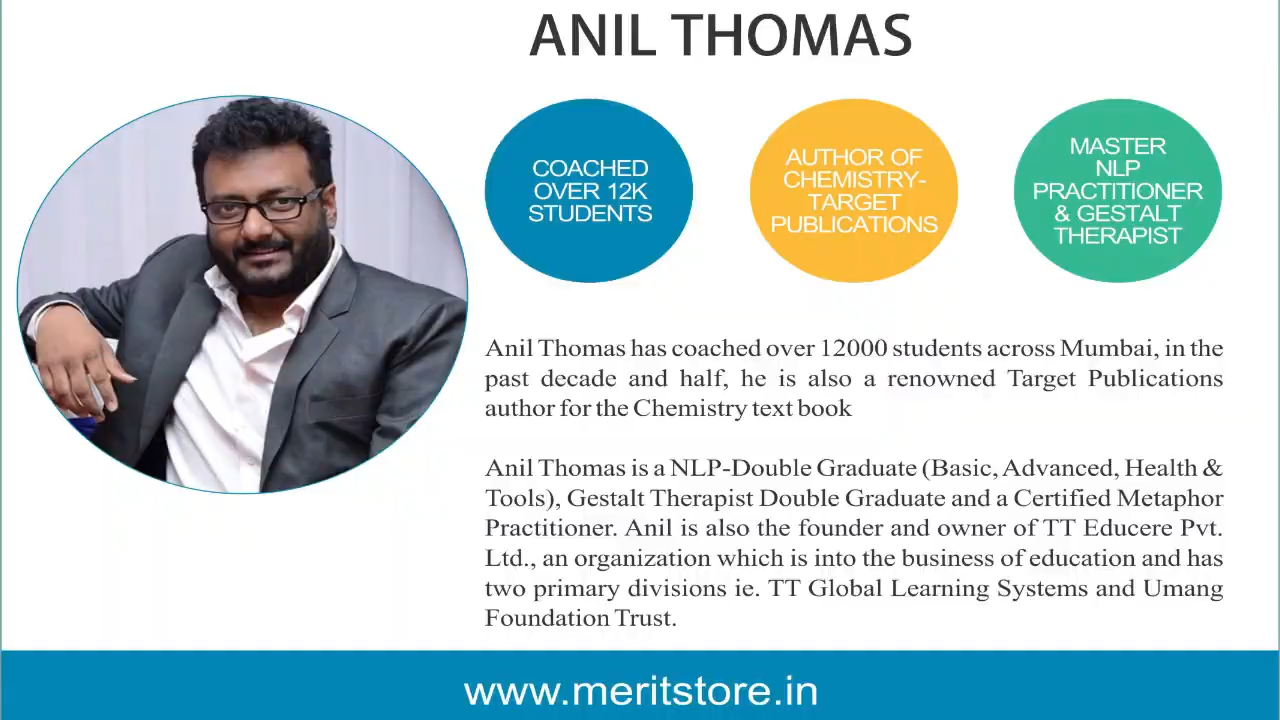 ANIL THOMAS
COACHED
OVER 12K
STUDENTS
AUTHOR OF
CHEMISTRY-
TARGET
PUBLICATIONS
MASTER
NLP
PRACTITIONER
& GESTALT
THERAPIST
Anil Thomas has coached over 12000 students across Mumbai, in the
past decade and half, he is also a renowned Target Publications
author for the Chemistry text book
Anil Thomas is a NLP-Double Graduate (Basic, Advanced, Health &
Tools), Gestalt Therapist Double Graduate and a Certified Metaphor
Practitioner. Anil is also the founder and owner of TT Educere Pvt.
Ltd., an organization which is into the business of education and has
two primary divisions ie. TT Global Learning Systems and Umang
Foundation Trust.
www.meritstore.in